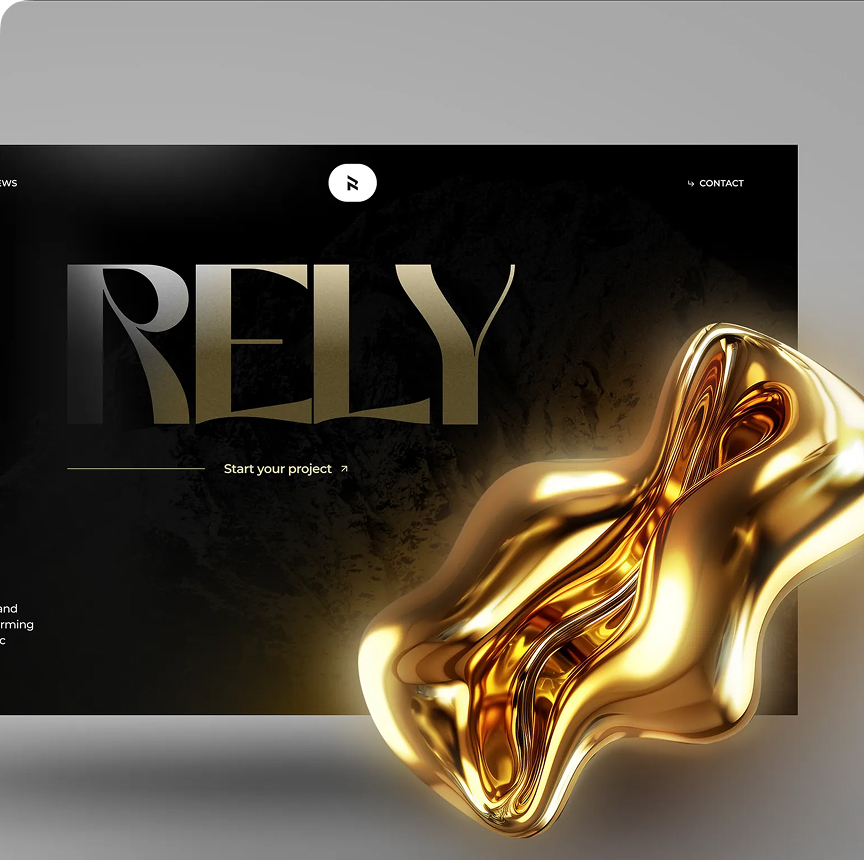 EWS
↳ CONTACT
RELY
Start your project ↗
and
rming
c